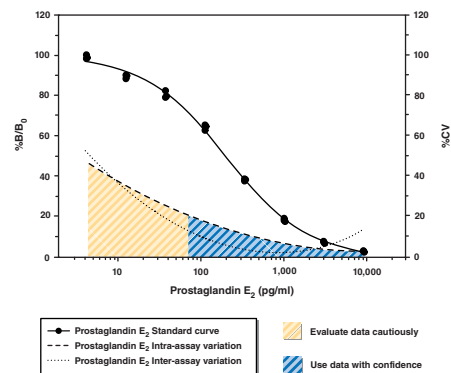 120
100
80
60
40
20
0
%B/B₀
120
100
80
60
40
20
0
%CV
10 100 1,000 10,000
Prostaglandin E₂ (pg/ml)
Prostaglandin E₂ Standard curve
Prostaglandin E₂ Intra-assay variation
Prostaglandin E₂ Inter-assay variation
Evaluate data cautiously
Use data with confidence